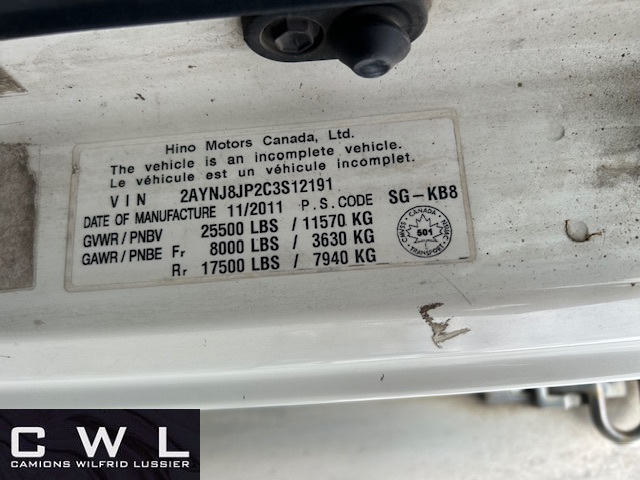 Hino Motors Canada, Ltd.
The vehicle is an incomplete vehicle.
Le véhicule est un véhicule incomplet.
VIN 2AYNJ8JP2C3S12191
DATE OF MANUFACTURE 11/2011 P.S.CODE SG-KB8
GVWR/PNBV 25500 LBS/11570 KG
GAWR/PNBE Fr 8000 LBS/ 3630 KG
Rr 17500 LBS/ 7940 KG
CANADA
501
TRANSPORT
CWL
CAMIONS WILFRID LUSSIER